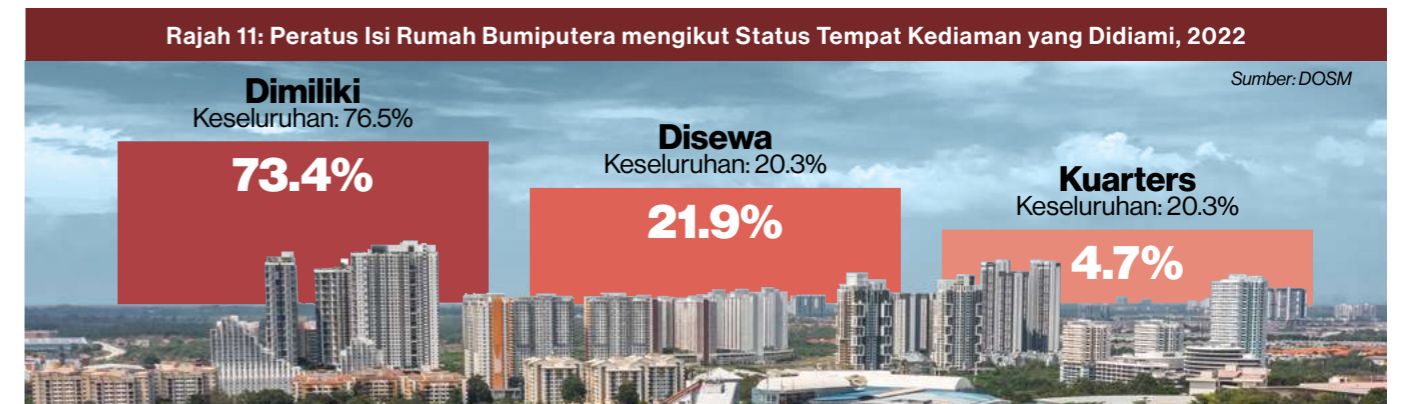 Rajah 11: Peratus Isi Rumah Bumiputera mengikut Status Tempat Kediaman yang Didiami, 2022
Sumber: DOSM
Dimiliki
Keseluruhan: 76.5%
73.4%
Disewa
Keseluruhan: 20.3%
21.9%
Kuarters
Keseluruhan: 20.3%
4.7%